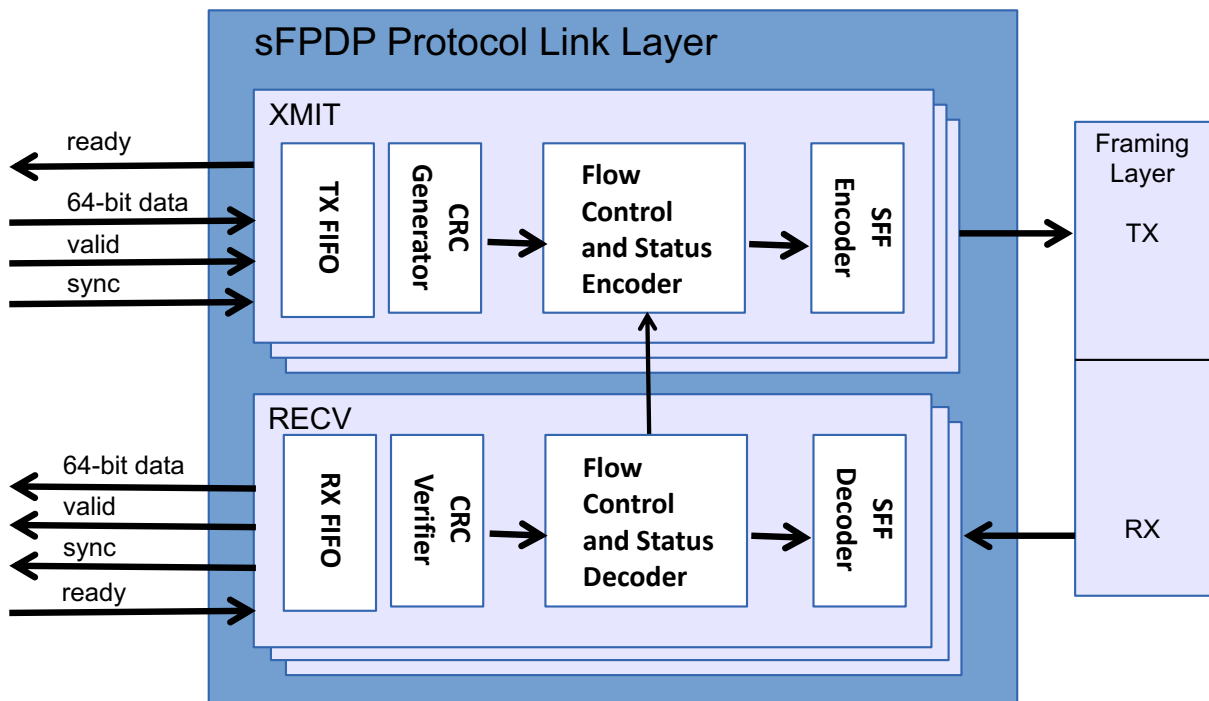 sFPDP Protocol Link Layer
XMIT
ready
64-bit data
valid
sync
TX FIFO
CRC
Generator
Flow
Control
and Status
Encoder
SFF
Encoder
Framing
Layer
TX
RECV
64-bit data
valid
sync
ready
RX FIFO
CRC
Verifier
Flow
Control
and Status
Decoder
SFF
Decoder
RX